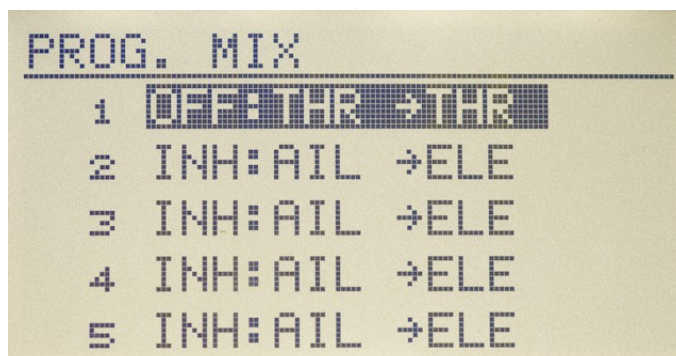 PROG. MIX
1 OFF:THR →THR
2 INH:AIL →ELE
3 INH:AIL →ELE
4 INH:AIL →ELE
5 INH:AIL →ELE